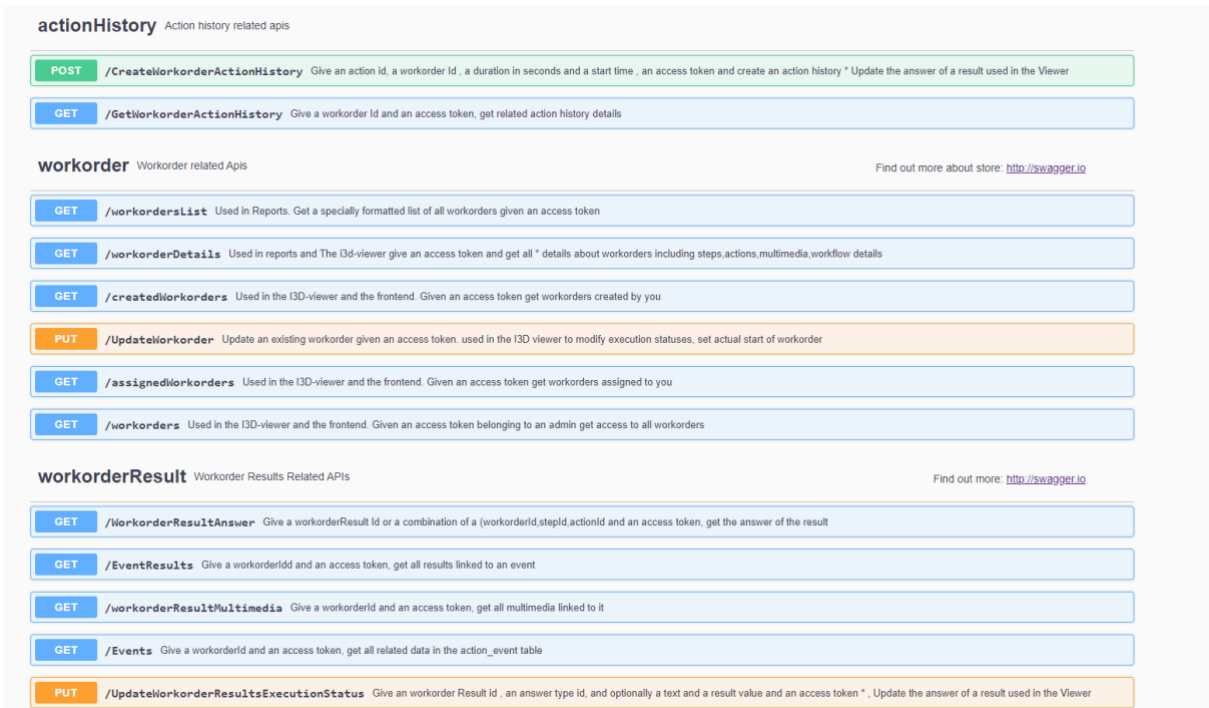 actionHistory Action history related apis
POST /CreateWorkorderActionHistory Give an action id, a workorder Id , a duration in seconds and a start time , an access token and create an action history * Update the answer of a result used in the Viewer
GET /GetWorkorderActionHistory Give a workorder Id and an access token, get related action history details
workorder Workorder related Apis Find out more about store: http://swagger.io
GET /workordersList Used in Reports. Get a specially formatted list of all workorders given an access token
GET /workorderDetails Used in reports and The i3d-viewer give an access token and get all * details about workorders including steps,actions,multimedia,workflow details
GET /createdWorkorders Used in the I3D-viewer and the frontend. Given an access token get workorders created by you
PUT /UpdateWorkorder Update an existing workorder given an access token. used in the I3D viewer to modify execution statuses, set actual start of workorder
GET /assignedWorkorders Used in the I3D-viewer and the frontend. Given an access token get workorders assigned to you
GET /workorders Used in the I3D-viewer and the frontend. Given an access token belonging to an admin get access to all workorders
workorderResult Workorder Results Related APIs Find out more: http://swagger.io
GET /WorkorderResultAnswer Give a workorderResult Id or a combination of a (workorderId,stepId,actionId and an access token, get the answer of the result
GET /EventResults Give a workorderIdd and an access token, get all results linked to an event
GET /workorderResultMultimedia Give a workorderId and an access token, get all multimedia linked to it
GET /Events Give a workorderId and an access token, get all related data in the action_event table
PUT /UpdateWorkorderResultsExecutionStatus Give an workorder Result id , an answer type id, and optionally a text and a result value and an access token * , Update the answer of a result used in the Viewer